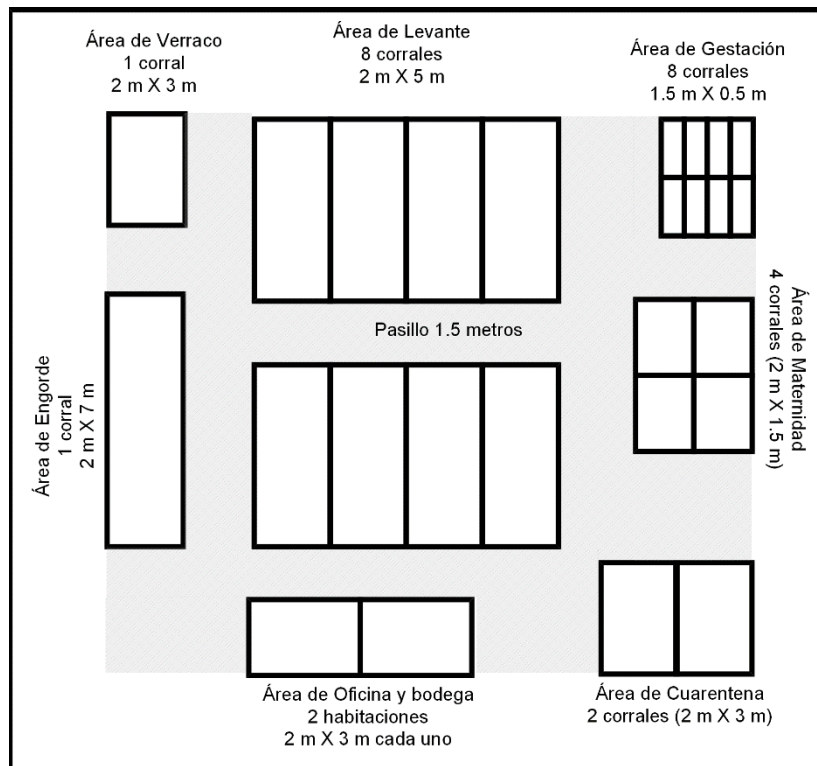 Área de Verraco
1 corral
2 m X 3 m
Área de Levante
8 corrales
2 m X 5 m
Área de Gestación
8 corrales
1.5 m X 0.5 m
Pasillo 1.5 metros
Área de Engorde
1 corral
2 m X 7 m
Área de Maternidad
4 corrales (2 m X 1.5 m)
Área de Oficina y bodega
2 habitaciones
2 m X 3 m cada uno
Área de Cuarentena
2 corrales (2 m X 3 m)